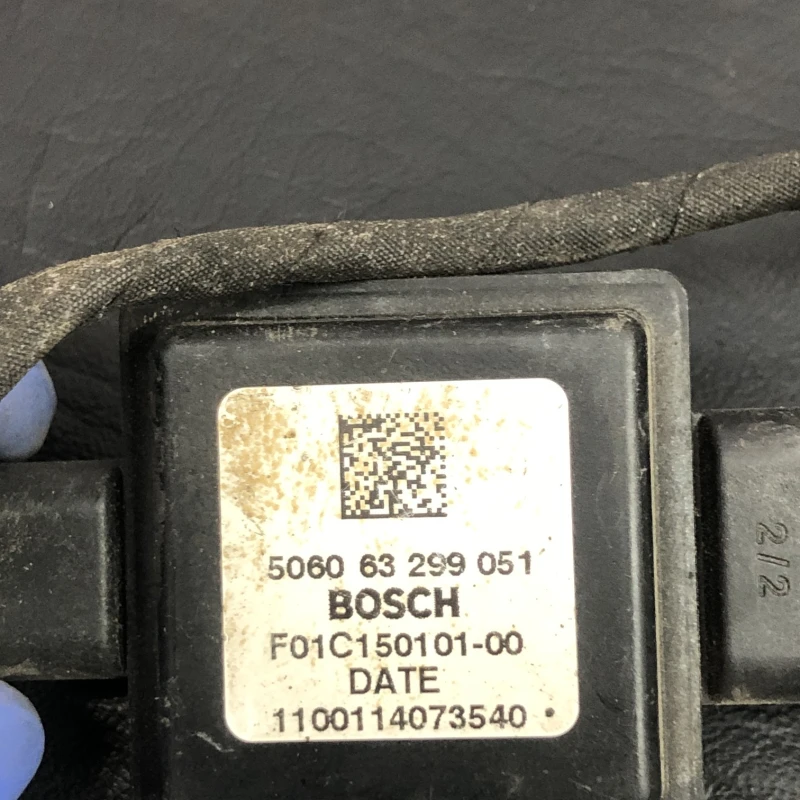 5060 63 299 051
BOSCH
F01C150101-00
DATE
1100114073540
2/2